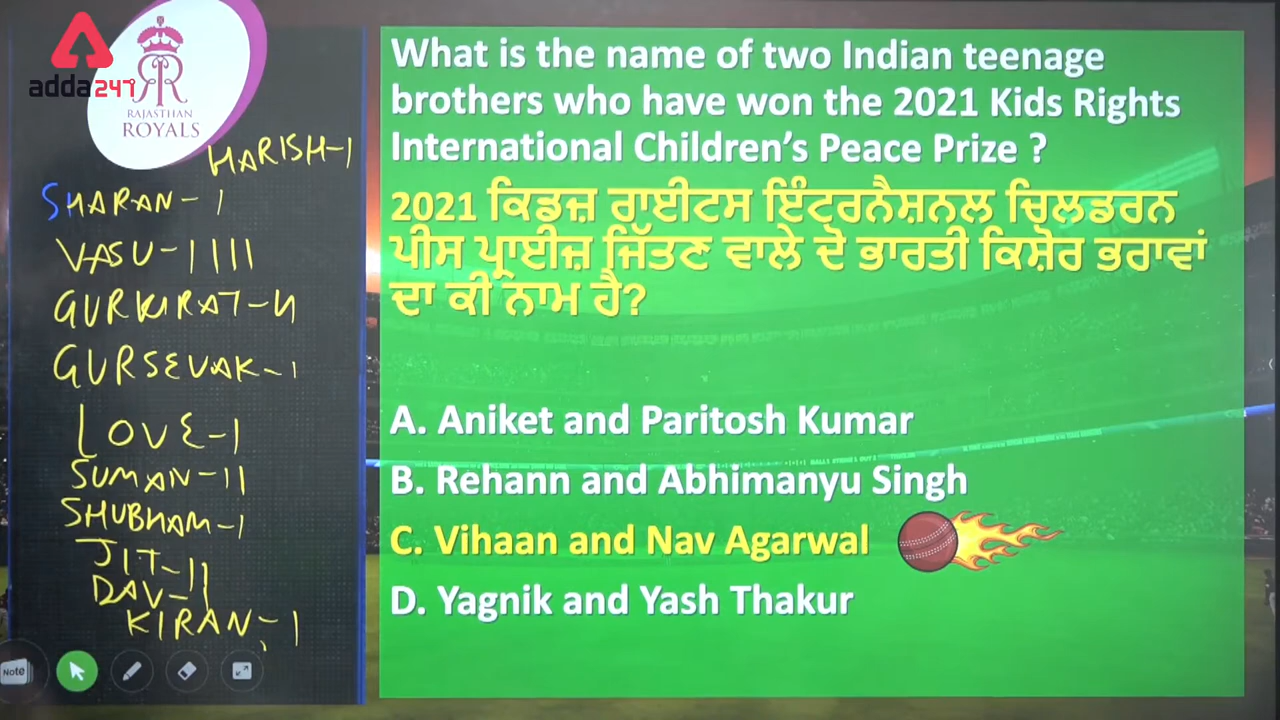 adda247
RAJASTHAN
ROYALS
HARISH-1
SHARAN-1
VASU-1111
GURKIRAT-4
GURSEVAK-1
LOVE-1
SUMAN-11
SHUBHAM-1
JIT-11
DAV-11
KIRAN-1
Note
What is the name of two Indian teenage
brothers who have won the 2021 Kids Rights
International Children's Peace Prize ?
2021 ਕਿਡਜ਼ ਰਾਈਟਸ ਇੰਟਰਨੈਸ਼ਨਲ ਚਿਲਡਰਨ
ਪੀਸ ਪ੍ਰਾਈਜ਼ ਜਿੱਤਣ ਵਾਲੇ ਦੋ ਭਾਰਤੀ ਕਿਸ਼ੋਰ ਭਰਾਵਾਂ
ਦਾ ਕੀ ਨਾਮ ਹੈ?
A. Aniket and Paritosh Kumar
B. Rehann and Abhimanyu Singh
C. Vihaan and Nav Agarwal
D. Yagnik and Yash Thakur